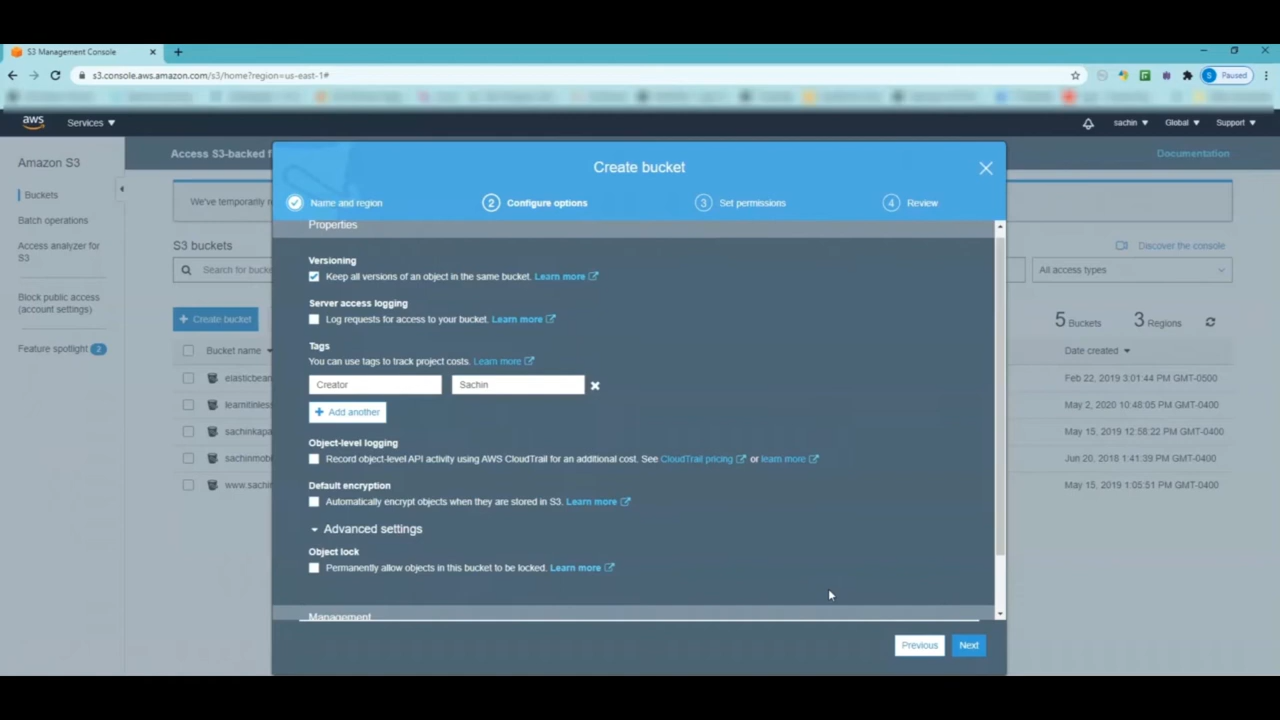 S3 Management Console
s3.console.aws.amazon.com/s3/home?region=us-east-1#
S Paused
aws Services sachin Global Support
Amazon S3
Buckets
Batch operations
Access analyzer for
S3
Block public access
(account settings)
Feature spotlight 2
Access S3-backed f
Documentation
We've temporarily re
S3 buckets
Discover the console
Search for bucke
All access types
+ Create bucket
5 Buckets 3 Regions
Bucket name
Date created
elasticbean
Feb 22, 2019 3:01:44 PM GMT-0500
learnitinless
May 2, 2020 10:48:05 PM GMT-0400
sachinkapa
May 15, 2019 12:58:22 PM GMT-0400
sachinmobi
Jun 20, 2018 1:41:39 PM GMT-0400
www.sachin
May 15, 2019 1:05:51 PM GMT-0400
Create bucket
Name and region
2 Configure options
3 Set permissions
4 Review
Properties
Versioning
Keep all versions of an object in the same bucket. Learn more
Server access logging
Log requests for access to your bucket. Learn more
Tags
You can use tags to track project costs. Learn more
Creator Sachin
+ Add another
Object-level logging
Record object-level API activity using AWS CloudTrail for an additional cost. See CloudTrail pricing or learn more
Default encryption
Automatically encrypt objects when they are stored in S3. Learn more
Advanced settings
Object lock
Permanently allow objects in this bucket to be locked. Learn more
Management
Previous Next